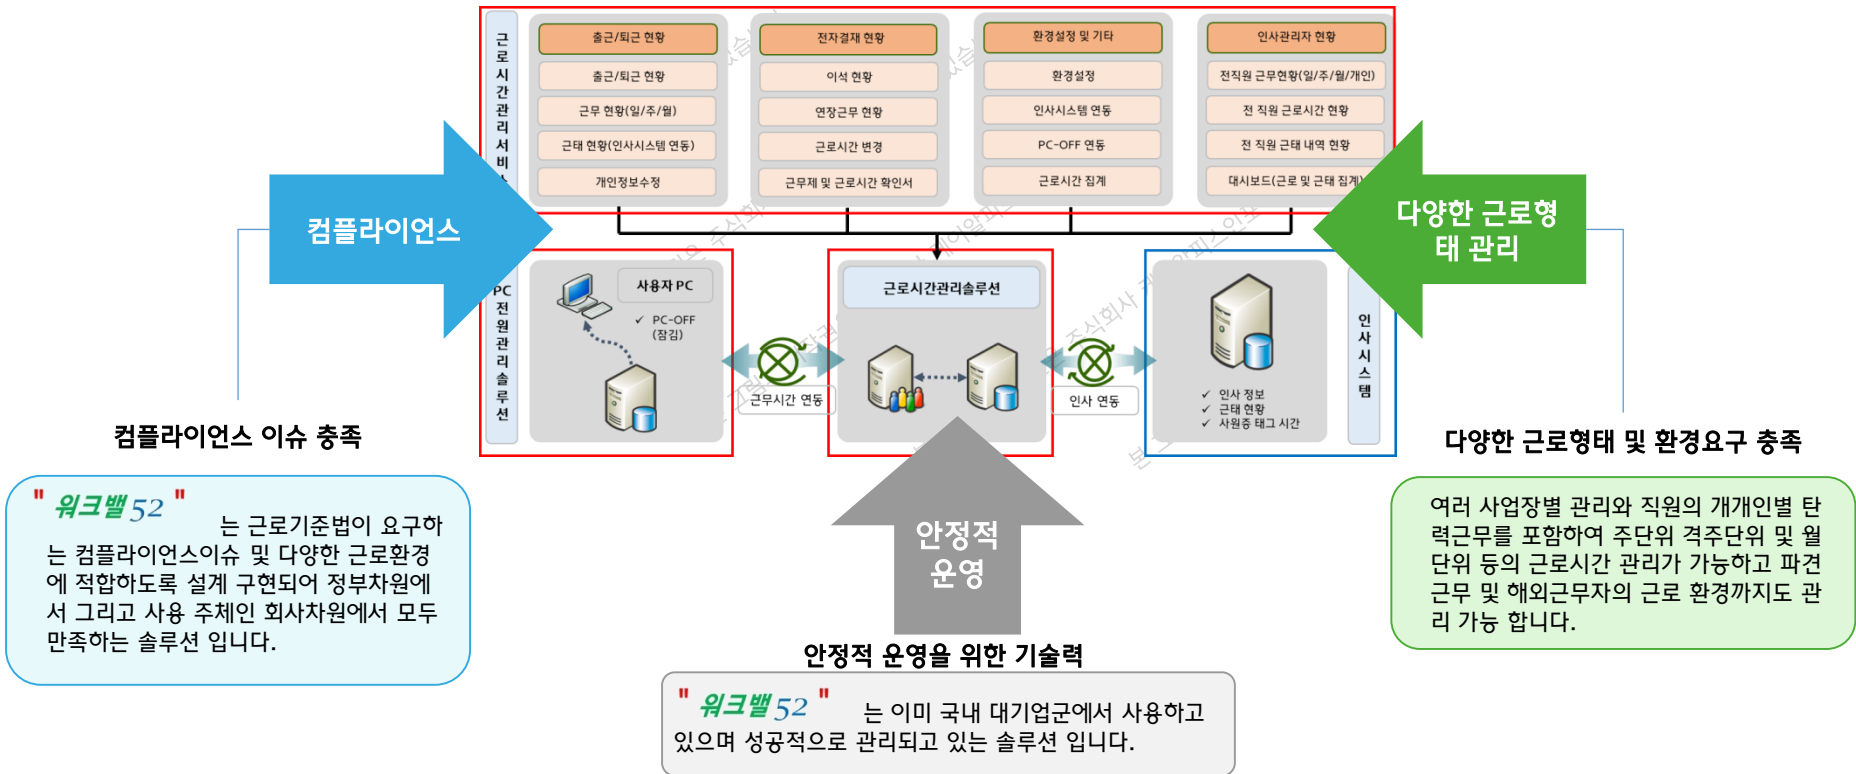 근로시간관리서비
출근/퇴근 현황
출근/퇴근 현황
근무 현황(일/주/월)
근태 현황(인사시스템 연동)
개인정보수정
전자결재 현황
이석 현황
연장근무 현황
근로시간 변경
근무제 및 근로시간 확인서
환경설정 및 기타
환경설정
인사시스템 연동
PC-OFF 연동
근로시간 집계
인사관리자 현황
전직원 근무현황(일/주/월/개인)
전 직원 근로시간 현황
전 직원 근태 내역 현황
대시보드(근로 및 근태 집계)
컴플라이언스
다양한 근로형
태 관리
PC전원관리솔루션
사용자 PC
✓ PC-OFF
(잠김)
근무시간 연동
근로시간관리솔루션
인사 연동
✓ 인사 정보
✓ 근태 현황
✓ 사원증 태그 시간
인사시스템
컴플라이언스 이슈 충족
" 워크밸 52 "
는 근로기준법이 요구하
는 컴플라이언스이슈 및 다양한 근로환경
에 적합하도록 설계 구현되어 정부차원에
서 그리고 사용 주체인 회사차원에서 모두
만족하는 솔루션 입니다.
안정적
운영
안정적 운영을 위한 기술력
" 워크밸 52 "
는 이미 국내 대기업군에서 사용하고
있으며 성공적으로 관리되고 있는 솔루션 입니다.
다양한 근로형태 및 환경요구 충족
여러 사업장별 관리와 직원의 개개인별 탄
력근무를 포함하여 주단위 격주단위 및 월
단위 등의 근로시간 관리가 가능하고 파견
근무 및 해외근무자의 근로 환경까지도 관
리 가능 합니다.